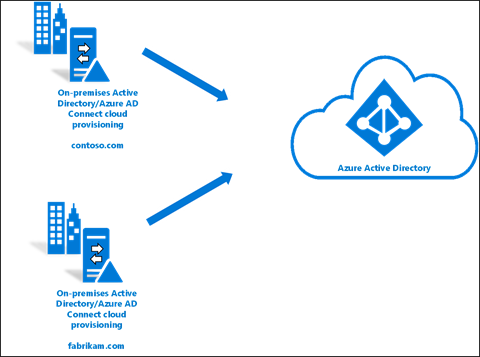 On-premises Active
Directory/Azure AD
Connect cloud
provisioning
contoso.com
Azure Active Directory
On-premises Active
Directory/Azure AD
Connect cloud
provisioning
fabrikam.com